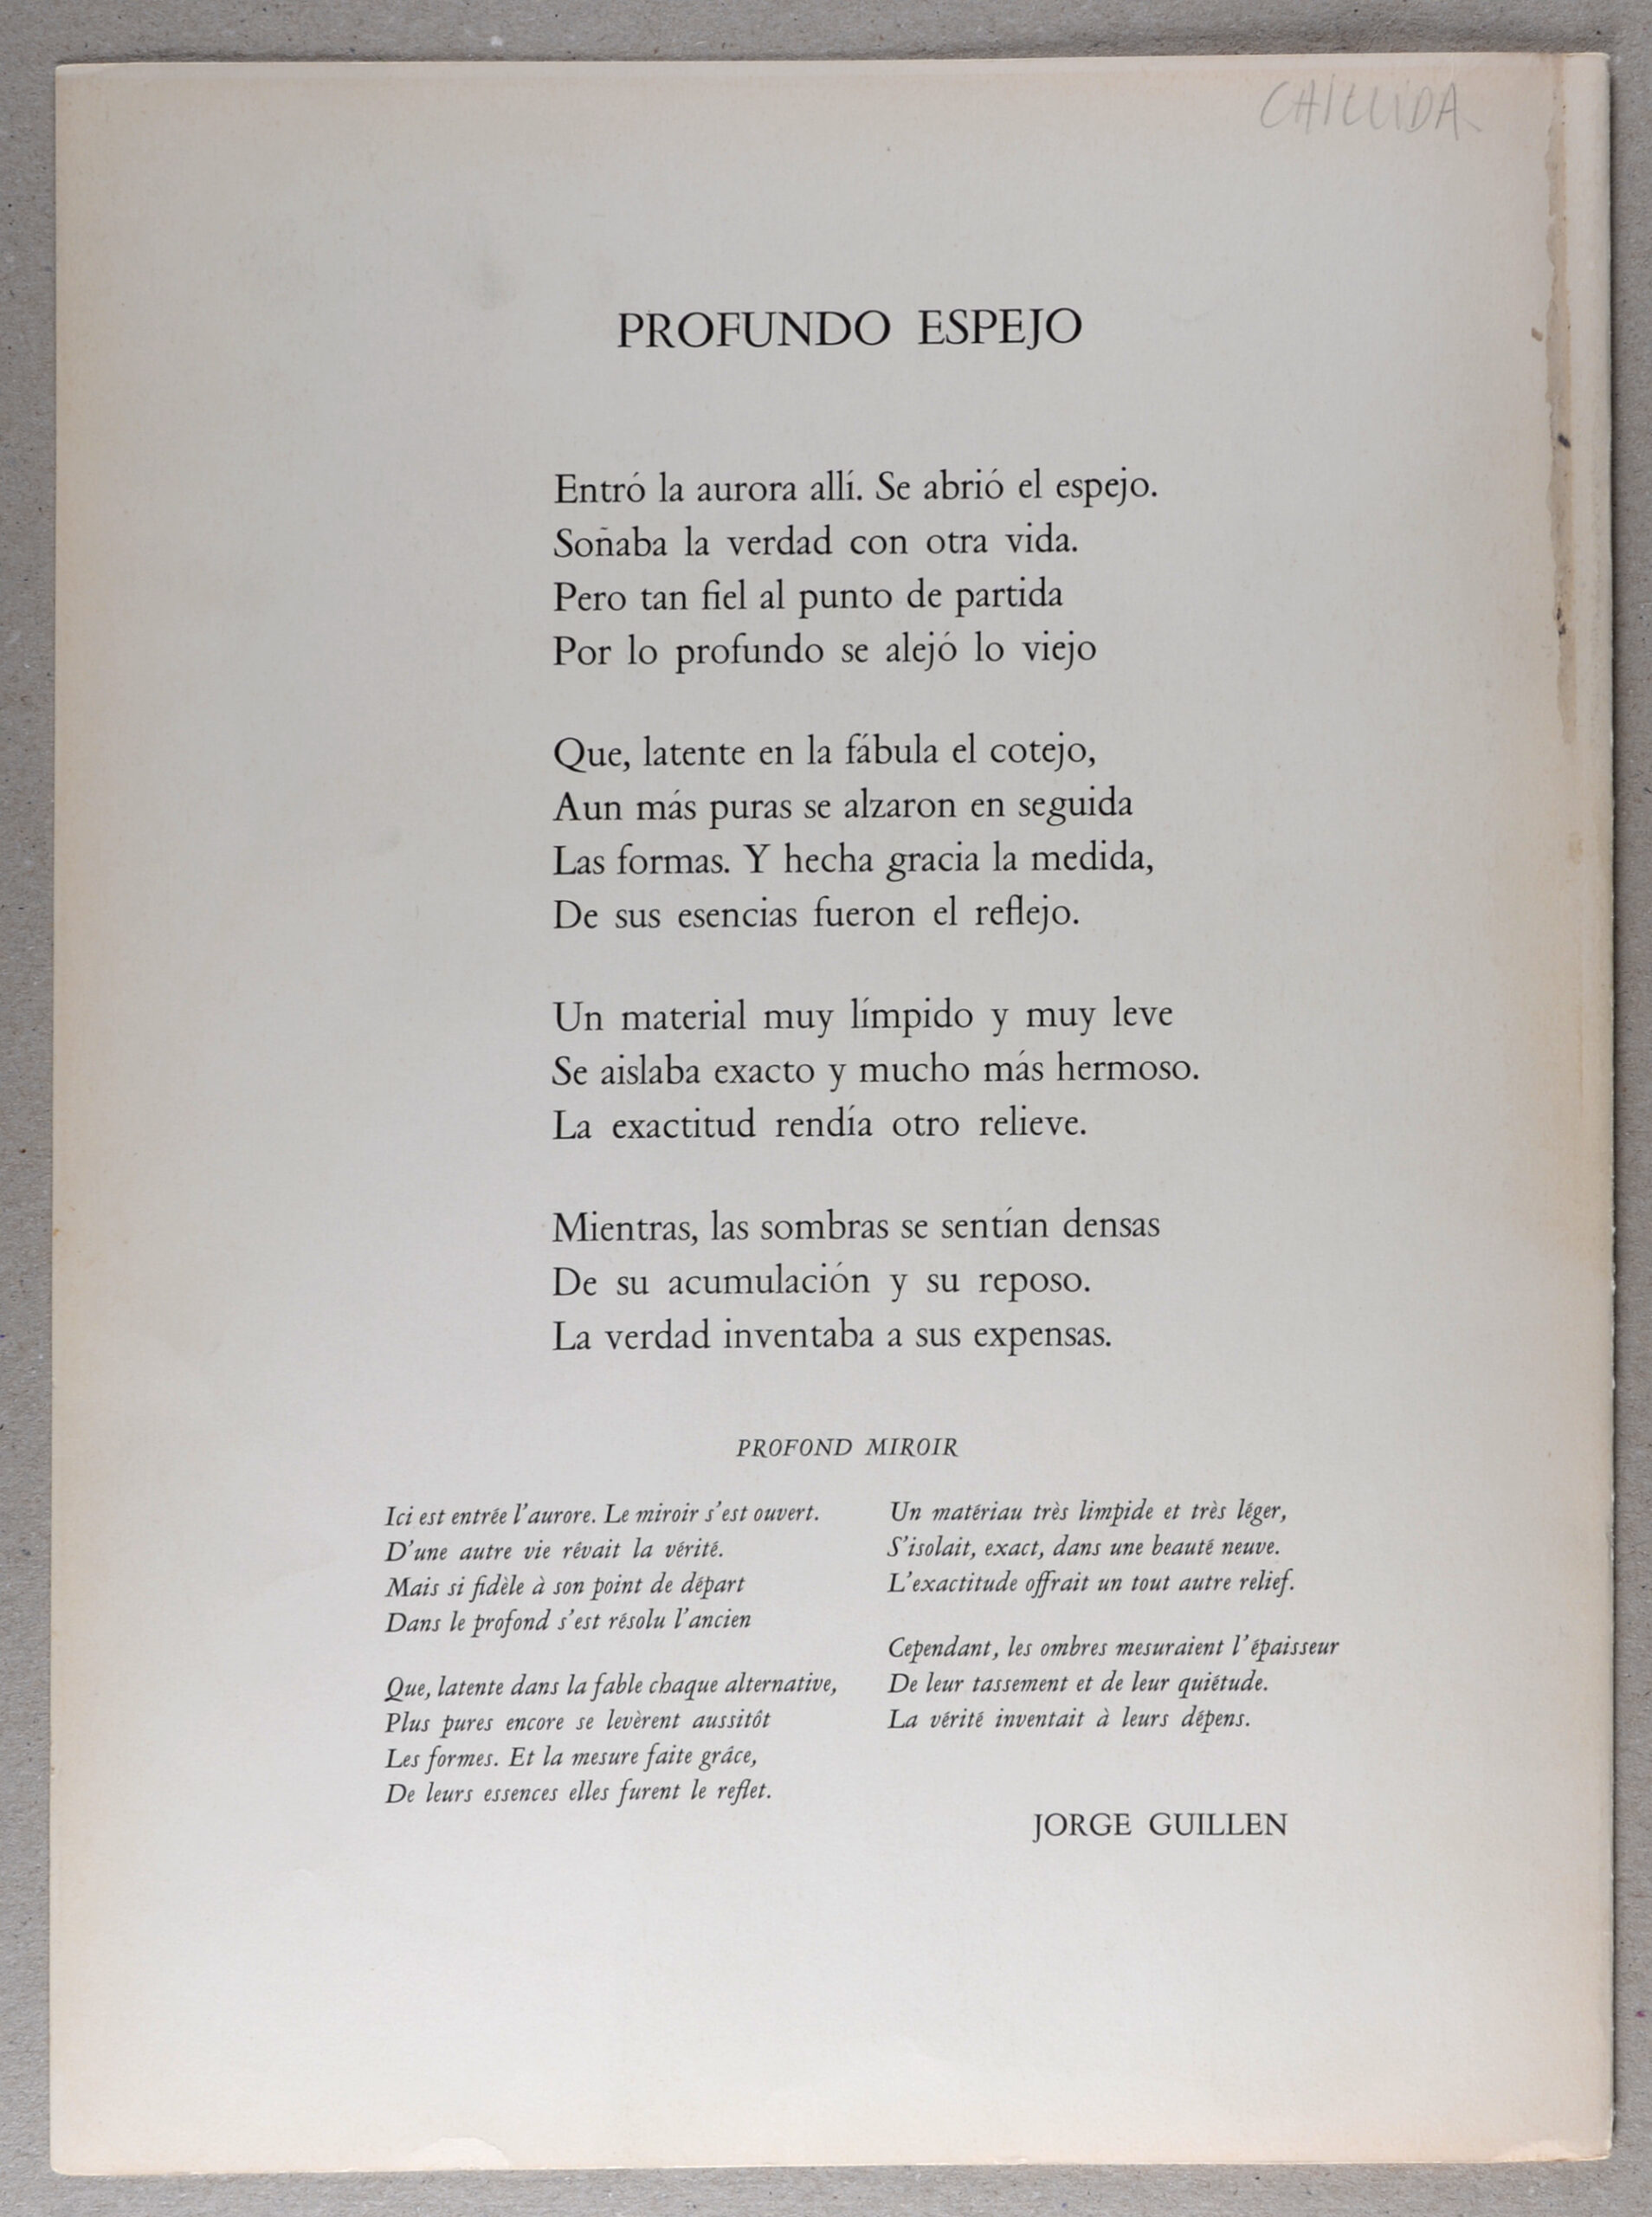 CHILLIDA
PROFUNDO ESPEJO
Entró la aurora allí. Se abrió el espejo.
Soñaba la verdad con otra vida.
Pero tan fiel al punto de partida
Por lo profundo se alejó lo viejo
Que, latente en la fábula el cotejo,
Aun más puras se alzaron en seguida
Las formas. Y hecha gracia la medida,
De sus esencias fueron el reflejo.
Un material muy límpido y muy leve
Se aislaba exacto y mucho más hermoso.
La exactitud rendía otro relieve.
Mientras, las sombras se sentían densas
De su acumulación y su reposo.
La verdad inventaba a sus expensas.
PROFOND MIROIR
Ici est entrée l'aurore. Le miroir s'est ouvert.
D'une autre vie rêvait la vérité.
Mais si fidèle à son point de départ
Dans le profond s'est résolu l'ancien
Que, latente dans la fable chaque alternative,
Plus pures encore se levèrent aussitôt
Les formes. Et la mesure faite grâce,
De leurs essences elles furent le reflet.
Un matériau très limpide et très léger,
S'isolait, exact, dans une beauté neuve.
L'exactitude offrait un tout autre relief.
Cependant, les ombres mesuraient l'épaisseur
De leur tassement et de leur quiétude.
La vérité inventait à leurs dépens.
JORGE GUILLEN